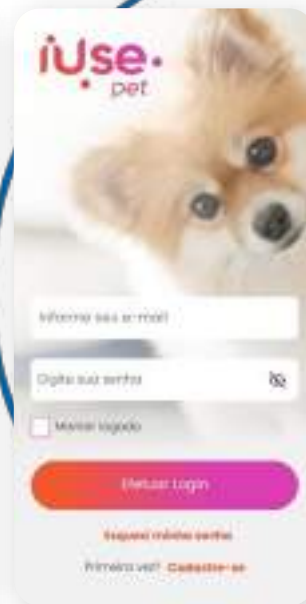 iUse
pet
Informe seu e-mail
Digite sua senha
Manter logado
Efetuar Login
Esqueci minha senha
Primeira vez? Cadastre-se